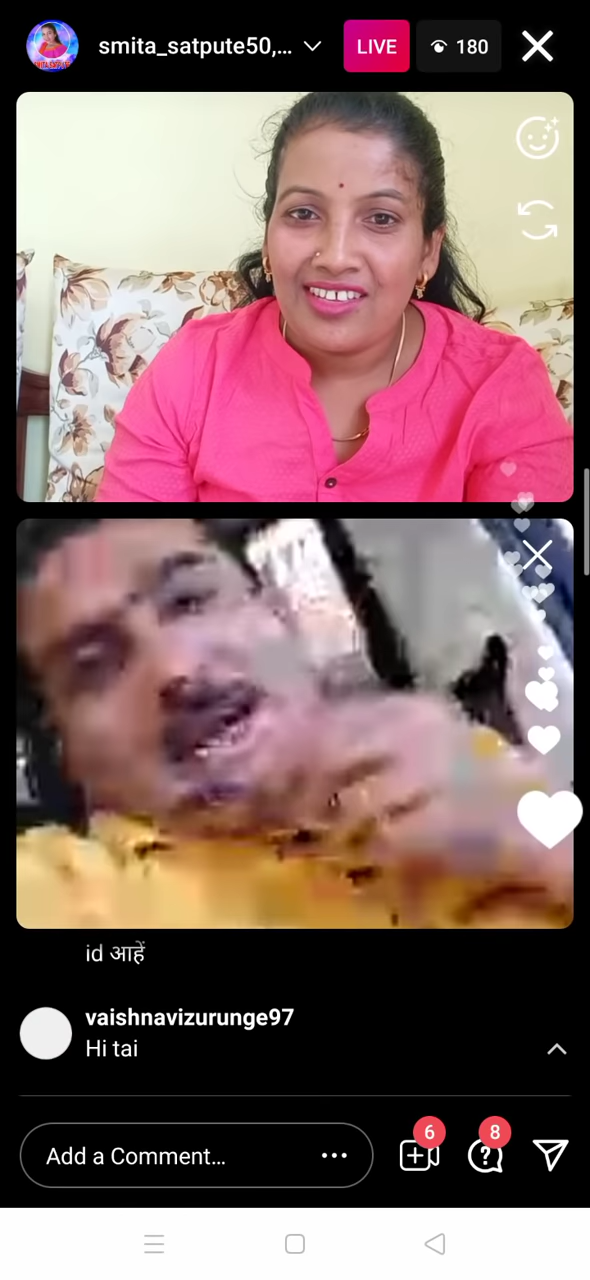 smita_satpute50,...
LIVE
180
id आहें
vaishnavizurunge97
Hi tai
Add a Comment...
6
8